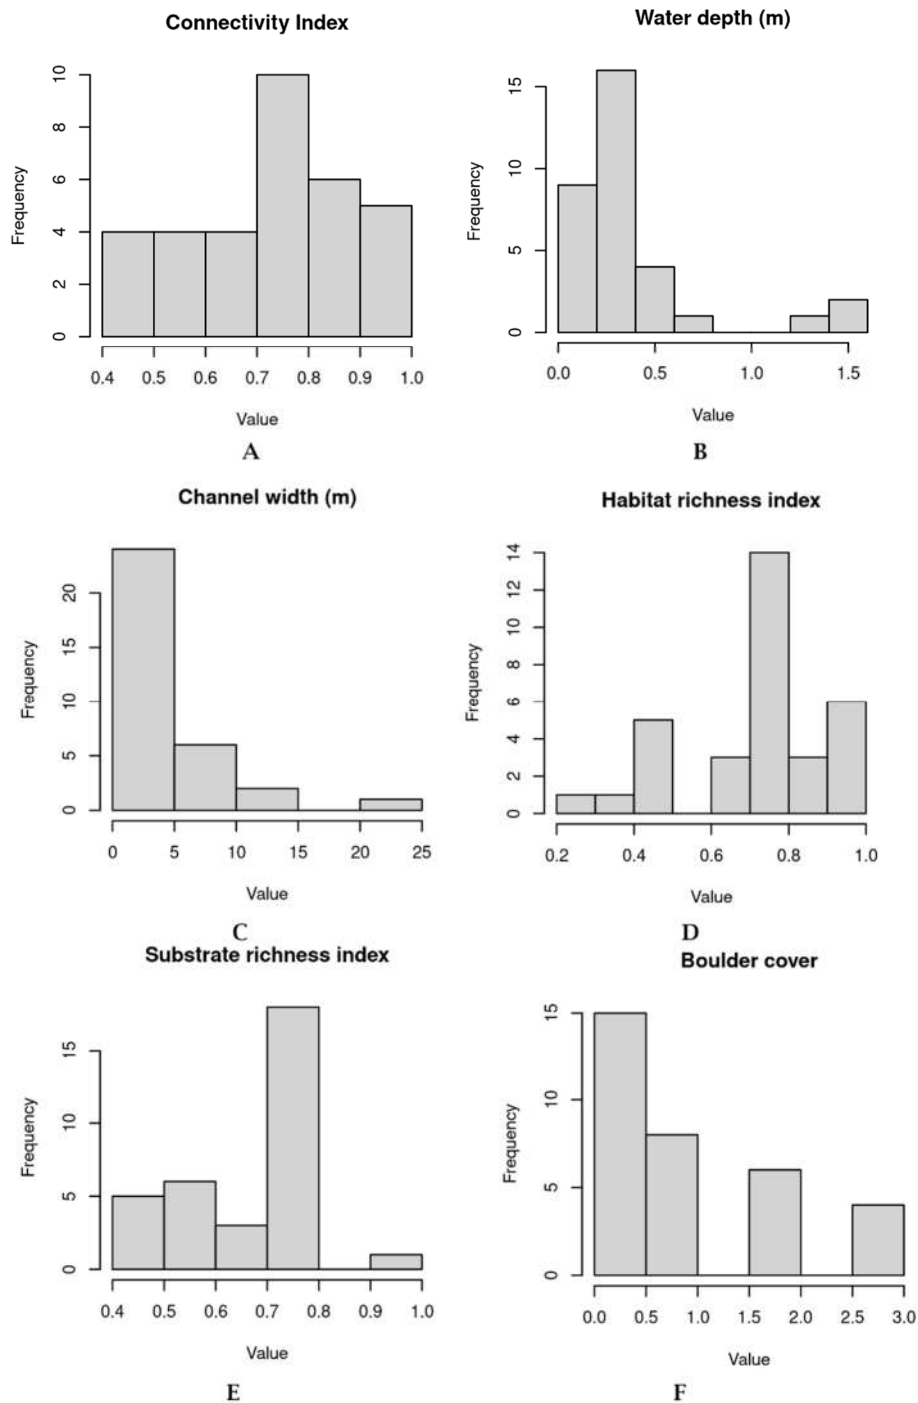 Connectivity Index
Frequency
0 2 4 6 8 10
0.4 0.5 0.6 0.7 0.8 0.9 1.0
Value
A
Water depth (m)
Frequency
0 5 10 15
0.0 0.5 1.0 1.5
Value
B
Channel width (m)
Frequency
0 5 10 15 20
0 5 10 15 20 25
Value
C
Habitat richness index
Frequency
0 2 4 6 8 10 12 14
0.2 0.4 0.6 0.8 1.0
Value
D
Substrate richness index
Frequency
0 5 10 15
0.4 0.5 0.6 0.7 0.8 0.9 1.0
Value
E
Boulder cover
Frequency
0 5 10 15
0.0 0.5 1.0 1.5 2.0 2.5 3.0
Value
F